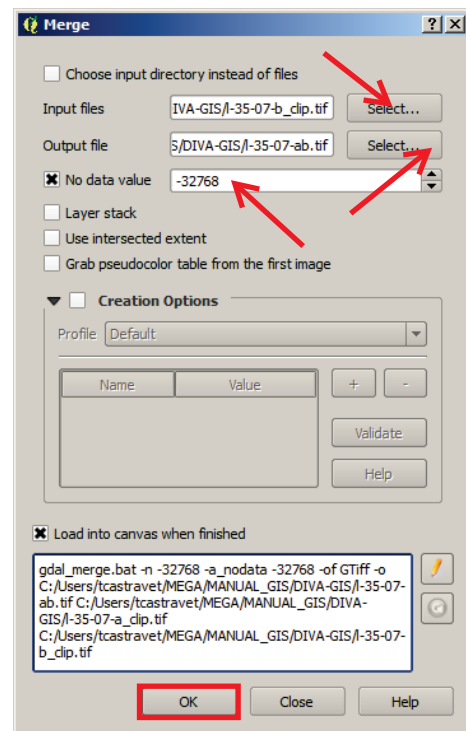 Merge
Choose input directory instead of files
Input files IVA-GIS/l-35-07-b_clip.tif Select...
Output file S/DIVA-GIS/l-35-07-ab.tif Select...
No data value -32768
Layer stack
Use intersected extent
Grab pseudocolor table from the first image
Creation Options
Profile Default
Name Value + -
Validate
Help
Load into canvas when finished
gdal_merge.bat -n -32768 -a_nodata -32768 -of GTiff -o
C:/Users/tcastravet/MEGA/MANUAL_GIS/DIVA-GIS/l-35-07-
ab.tif C:/Users/tcastravet/MEGA/MANUAL_GIS/DIVA-
GIS/l-35-07-a_clip.tif
C:/Users/tcastravet/MEGA/MANUAL_GIS/DIVA-GIS/l-35-07-
b_clip.tif
OK Close Help